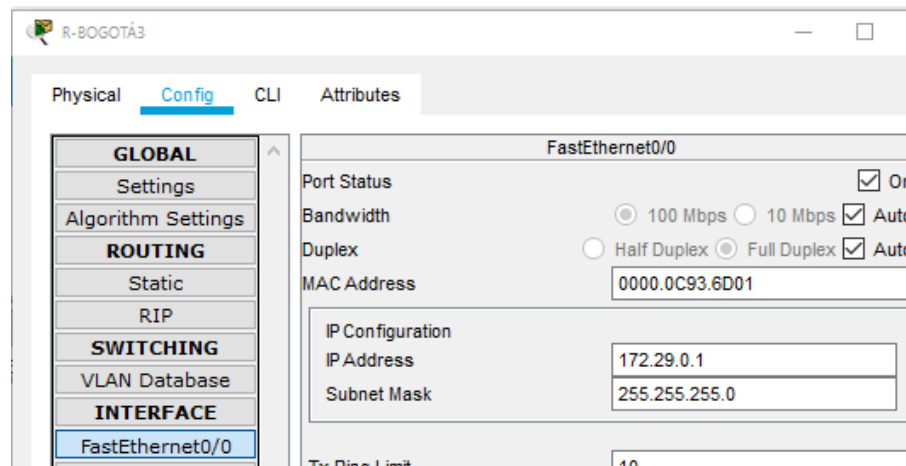 R-BOGOTÁ3
Physical Config CLI Attributes
GLOBAL
Settings
Algorithm Settings
ROUTING
Static
RIP
SWITCHING
VLAN Database
INTERFACE
FastEthernet0/0
FastEthernet0/0
Port Status
Bandwidth 100 Mbps 10 Mbps
Duplex Half Duplex Full Duplex
MAC Address 0000.0C93.6D01
IP Configuration
IP Address 172.29.0.1
Subnet Mask 255.255.255.0